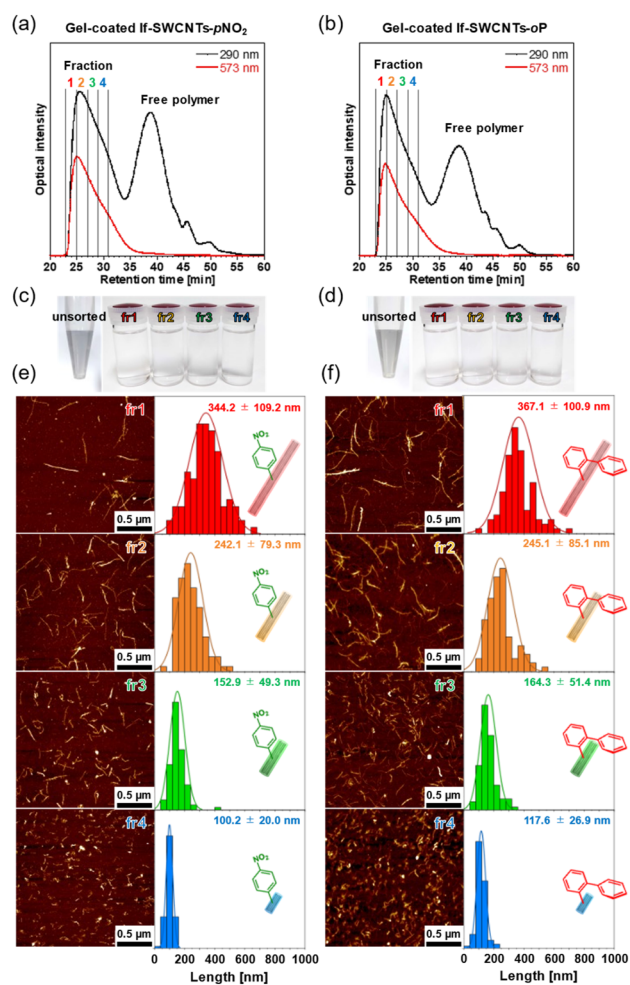 (a)
Gel-coated lf-SWCNTs-pNO2
290 nm
573 nm
Fraction
1 2 3 4
Free polymer
Optical intensity
20 25 30 35 40 45 50 55 60
Retention time [min]
(b)
Gel-coated lf-SWCNTs-oP
290 nm
573 nm
Fraction
1 2 3 4
Free polymer
Optical intensity
20 25 30 35 40 45 50 55 60
Retention time [min]
(c)
unsorted
fr1 fr2 fr3 fr4
(d)
unsorted
fr1 fr2 fr3 fr4
(e)
fr1
0.5 μm
344.2 ± 109.2 nm
NO2
fr2
0.5 μm
242.1 ± 79.3 nm
NO2
fr3
0.5 μm
152.9 ± 49.3 nm
NO2
fr4
0.5 μm
100.2 ± 20.0 nm
NO2
0 200 400 600 800 1000
Length [nm]
(f)
fr1
0.5 μm
367.1 ± 100.9 nm
fr2
0.5 μm
245.1 ± 85.1 nm
fr3
0.5 μm
164.3 ± 51.4 nm
fr4
0.5 μm
117.6 ± 26.9 nm
0 200 400 600 800 1000
Length [nm]